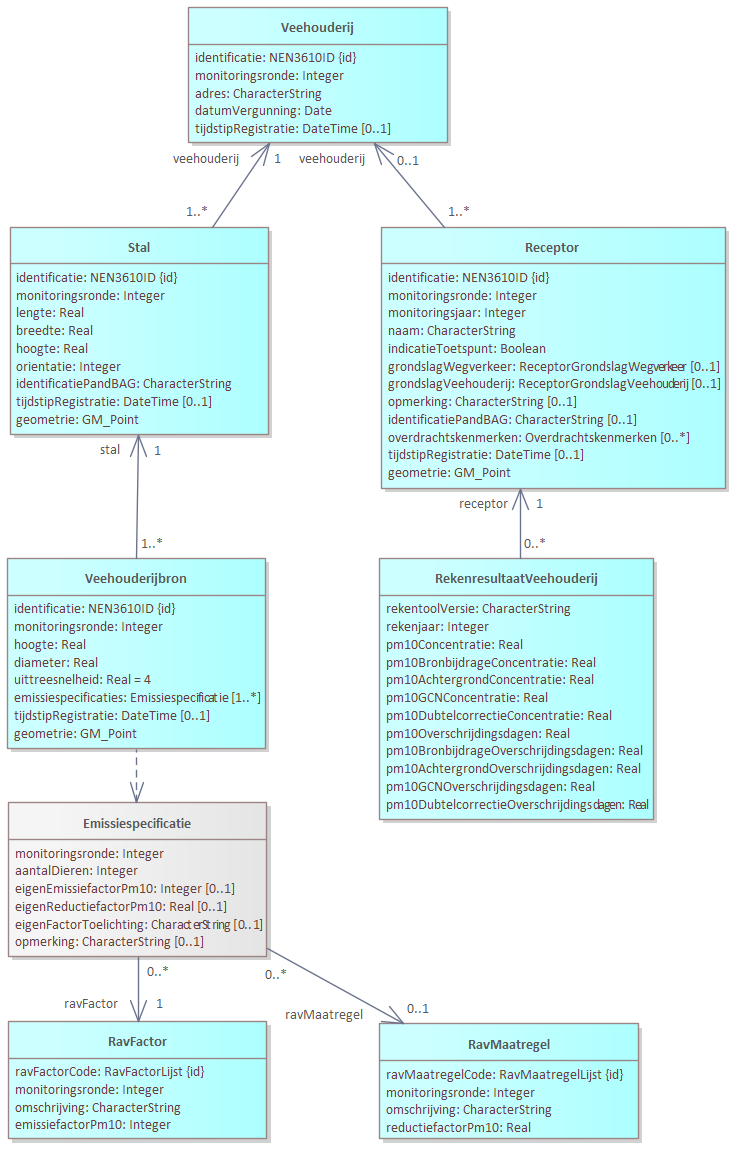 Veehouderij
identificatie: NEN3610ID {id}
monitoringsronde: Integer
adres: CharacterString
datumVergunning: Date
tijdstipRegistratie: DateTime [0..1]
veehouderij
1
veehouderij
0..1
1..*
1..*
Stal
identificatie: NEN3610ID {id}
monitoringsronde: Integer
lengte: Real
breedte: Real
hoogte: Real
orientatie: Integer
identificatiePandBAG: CharacterString
tijdstipRegistratie: DateTime [0..1]
geometrie: GM_Point
Receptor
identificatie: NEN3610ID {id}
monitoringsronde: Integer
monitoringsjaar: Integer
naam: CharacterString
indicatieToetspunt: Boolean
grondslagWegverkeer: ReceptorGrondslagWegverkeer [0..1]
grondslagVeehouderij: ReceptorGrondslagVeehouderij [0..1]
opmerking: CharacterString [0..1]
identificatiePandBAG: CharacterString [0..1]
overdrachtskenmerken: Overdrachtskenmerken [0..*]
tijdstipRegistratie: DateTime [0..1]
geometrie: GM_Point
stal
1
1..*
receptor
1
0..*
Veehouderijbron
identificatie: NEN3610ID {id}
monitoringsronde: Integer
hoogte: Real
diameter: Real
uittreesnelheid: Real = 4
emissiespecificaties: Emissiespecificatie [1..*]
tijdstipRegistratie: DateTime [0..1]
geometrie: GM_Point
RekenresultaatVeehouderij
rekentoolVersie: CharacterString
rekenjaar: Integer
pm10Concentratie: Real
pm10BronbijdrageConcentratie: Real
pm10AchtergrondConcentratie: Real
pm10GCNConcentratie: Real
pm10DubtelcorrectieConcentratie: Real
pm10Overschrijdingsdagen: Real
pm10BronbijdrageOverschrijdingsdagen: Real
pm10AchtergrondOverschrijdingsdagen: Real
pm10GCNOverschrijdingsdagen: Real
pm10DubtelcorrectieOverschrijdingsdagen: Real
Emissiespecificatie
monitoringsronde: Integer
aantalDieren: Integer
eigenEmissiefactorPm10: Integer [0..1]
eigenReductiefactorPm10: Real [0..1]
eigenFactorToelichting: CharacterString [0..1]
opmerking: CharacterString [0..1]
0..*
ravFactor
1
0..*
ravMaatregel
0..1
RavFactor
ravFactorCode: RavFactorLijst {id}
monitoringsronde: Integer
omschrijving: CharacterString
emissiefactorPm10: Integer
RavMaatregel
ravMaatregelCode: RavMaatregelLijst {id}
monitoringsronde: Integer
omschrijving: CharacterString
reductiefactorPm10: Real